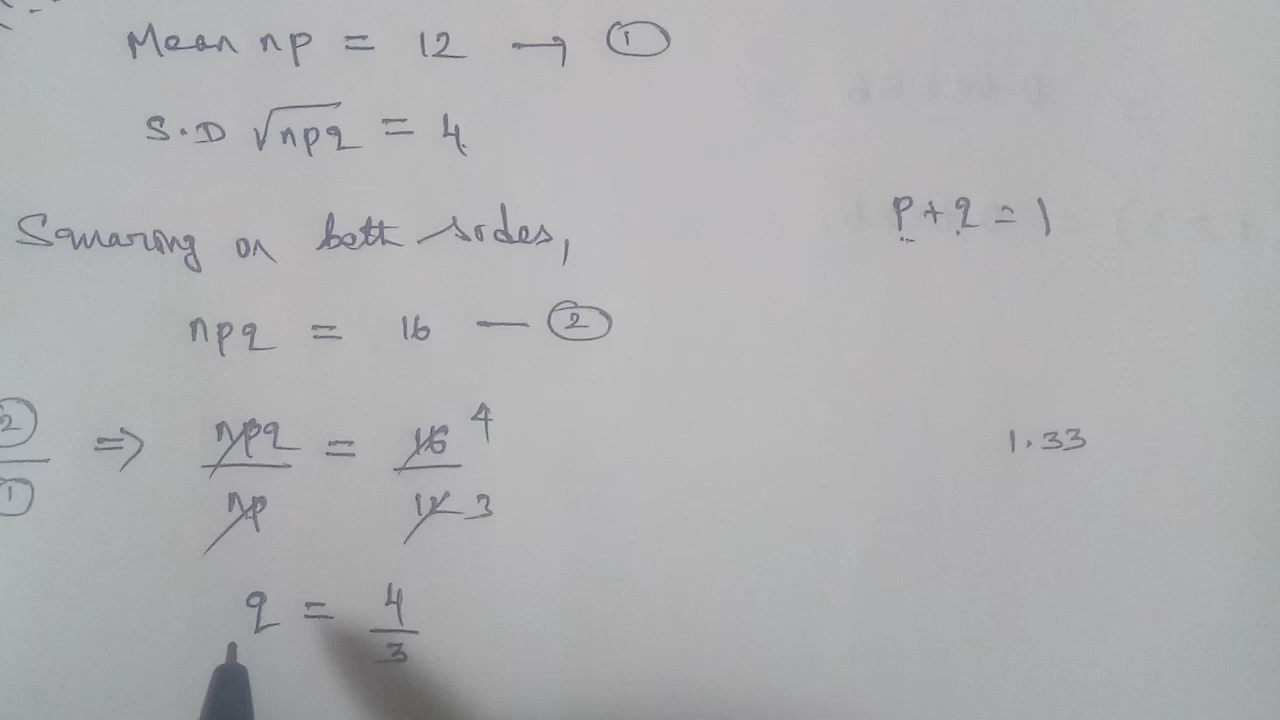 Mean np = 12 → ①
S.D √npq = 4
Squaring on both sides,
p + q = 1
npq = 16 — ②
②/① ⇒ npq/np = 16/12 4/3
1.33
q = 4/3